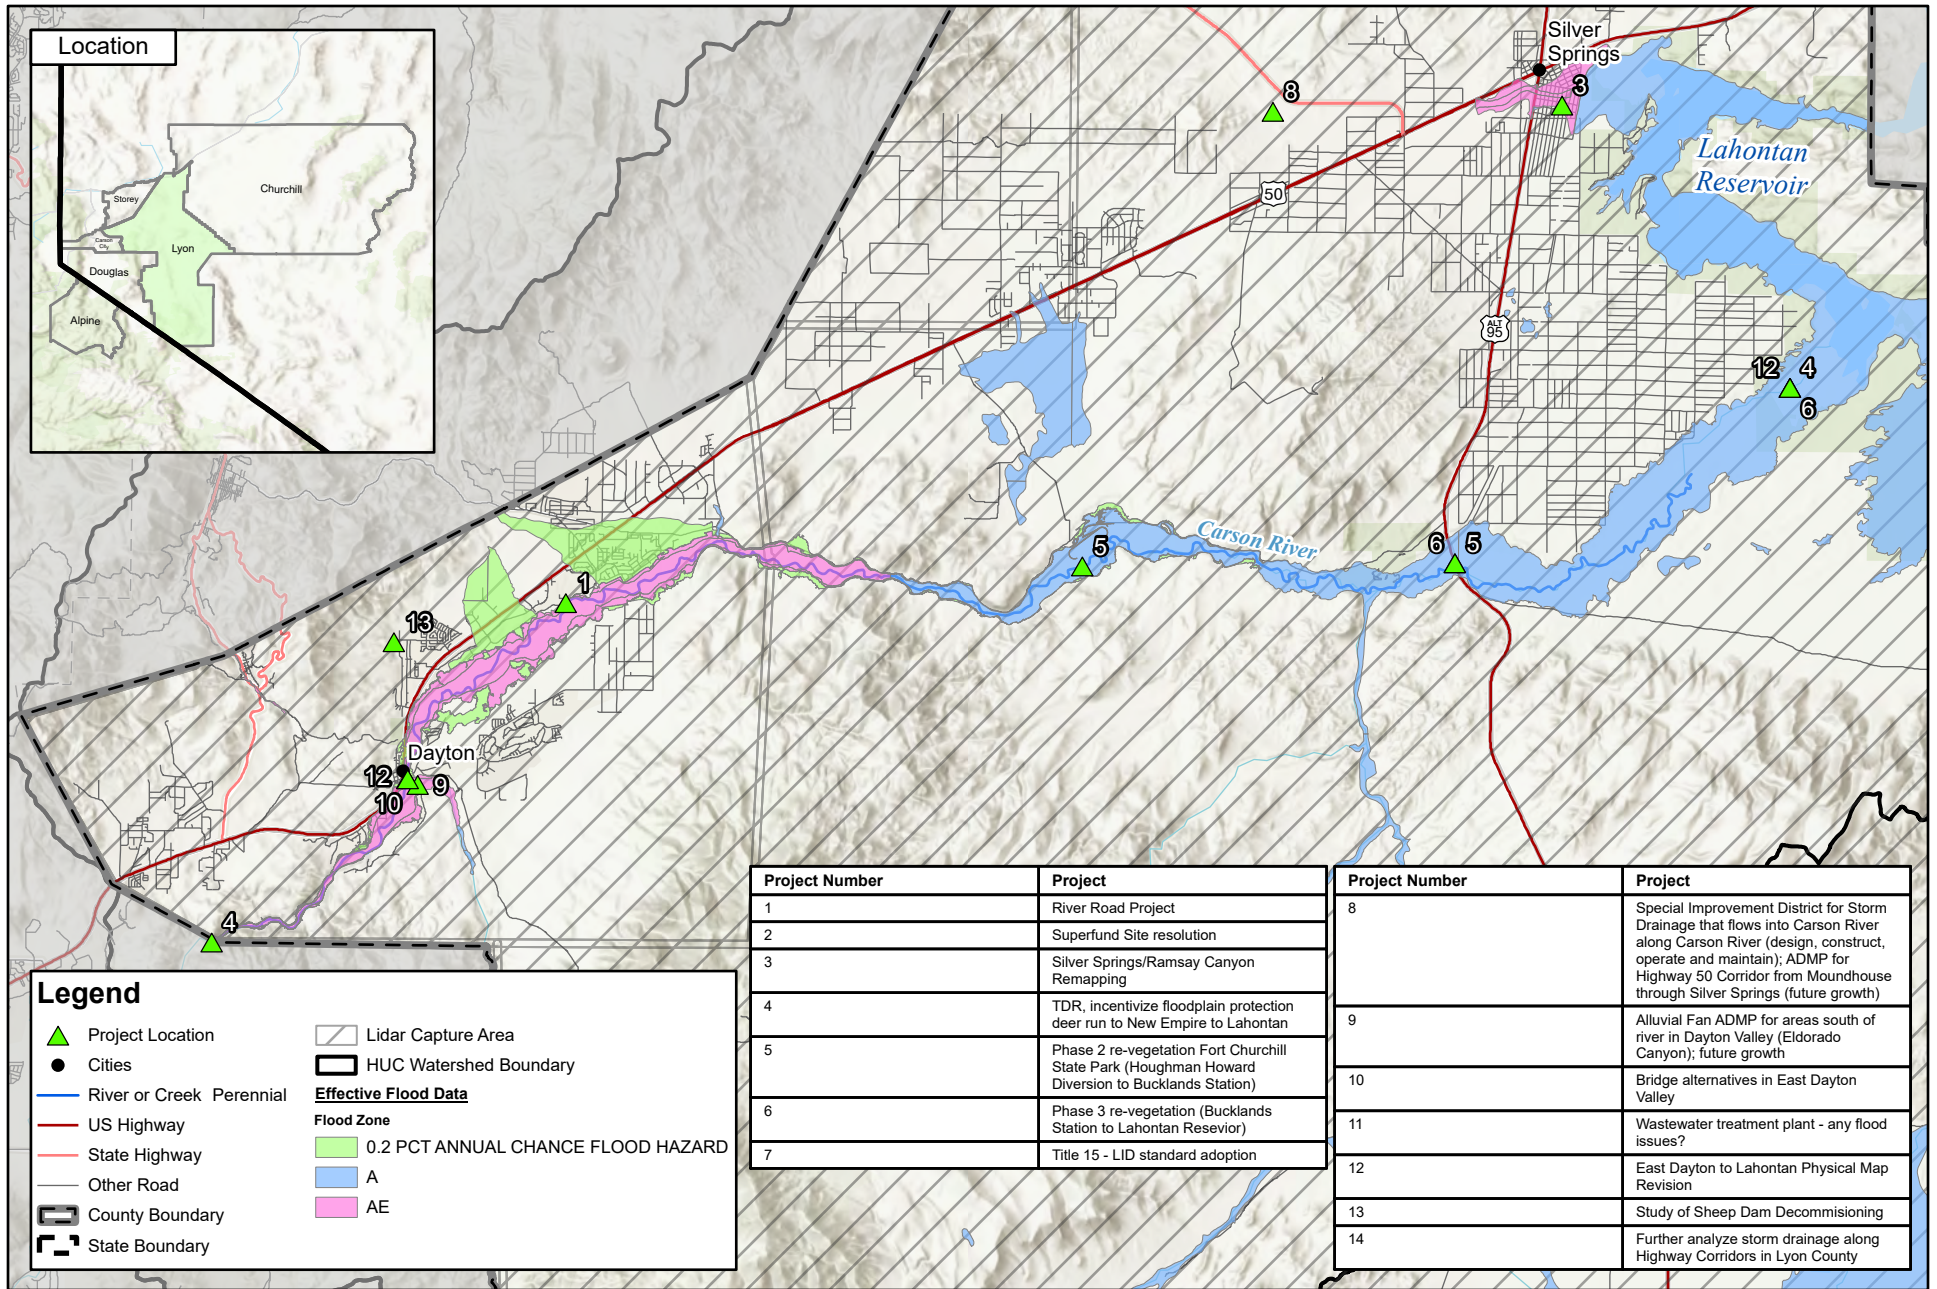 Location
Churchill
Storey
Carson
City
Lyon
Douglas
Alpine
Silver
Springs
3
8
50
Lahontan
Reservoir
ALT
95
12
4
6
Carson River
5
6
5
1
13
Dayton
12
9
10
4
Legend
Project Location
Cities
River or Creek Perennial
US Highway
State Highway
Other Road
County Boundary
State Boundary
Lidar Capture Area
HUC Watershed Boundary
Effective Flood Data
Flood Zone
0.2 PCT ANNUAL CHANCE FLOOD HAZARD
A
AE
Project Number Project
1 River Road Project
2 Superfund Site resolution
3 Silver Springs/Ramsay Canyon
Remapping
4 TDR, incentivize floodplain protection
deer run to New Empire to Lahontan
5 Phase 2 re-vegetation Fort Churchill
State Park (Houghman Howard
Diversion to Bucklands Station)
6 Phase 3 re-vegetation (Bucklands
Station to Lahontan Resevior)
7 Title 15 - LID standard adoption
Project Number Project
8 Special Improvement District for Storm
Drainage that flows into Carson River
along Carson River (design, construct,
operate and maintain); ADMP for
Highway 50 Corridor from Moundhouse
through Silver Springs (future growth)
9 Alluvial Fan ADMP for areas south of
river in Dayton Valley (Eldorado
Canyon); future growth
10 Bridge alternatives in East Dayton
Valley
11 Wastewater treatment plant - any flood
issues?
12 East Dayton to Lahontan Physical Map
Revision
13 Study of Sheep Dam Decommisioning
14 Further analyze storm drainage along
Highway Corridors in Lyon County